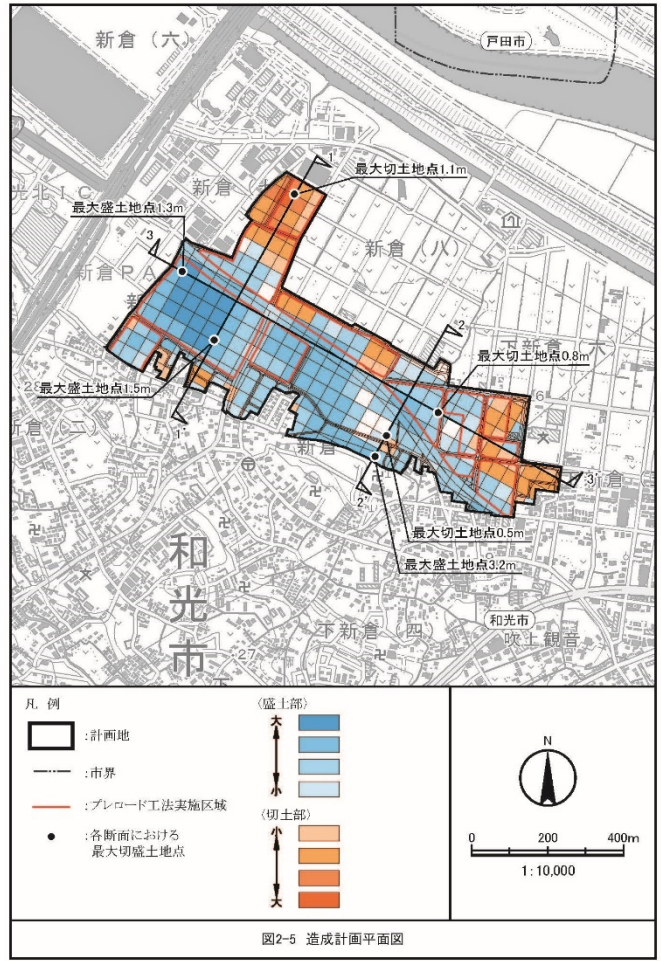 新倉（六）
戸田市
光北IC
新倉（
最大切土地点1.1m
1'
新倉（八）
最大盛土地点1.3m
3
新倉PA
2
下新倉 六
最大切土地点0.8m
最大盛土地点1.5m
1
新倉
2'
3'
最大切土地点0.5m
最大盛土地点3.2m
和光市
下新倉 四
和光市
吹上観音
27
凡 例
:計画地
:市界
:プレロード工法実施区域
:各断面における
最大切盛土地点
(盛土部)
大
小
(切土部)
小
大
N
0 200 400m
1:10,000
図2-5 造成計画平面図